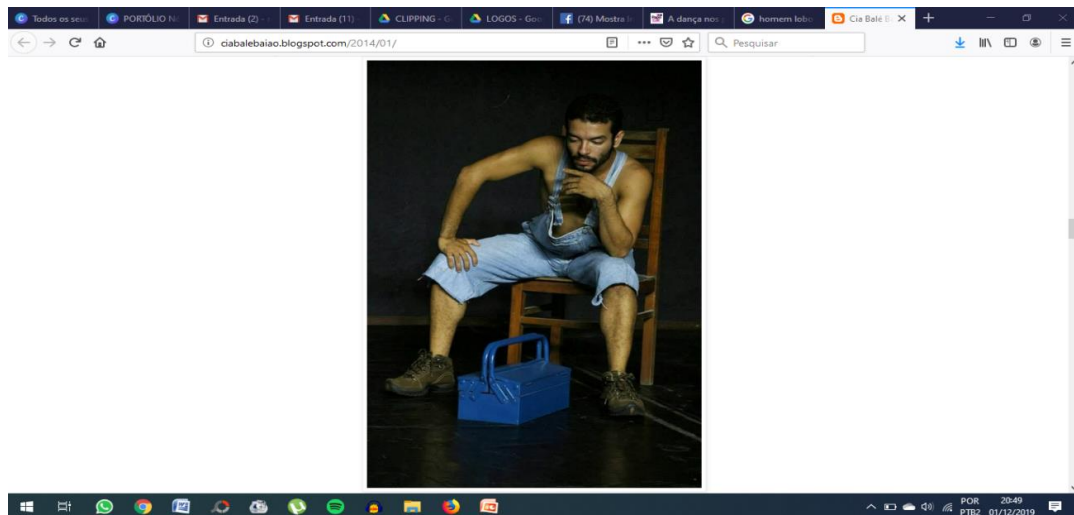 Todos os seus
PORTÓLIO N
Entrada (2) -
Entrada (11) -
CLIPPING - G
LOGOS - Goo
(74) Mostra I
A dança nos
homem lobo
Cia Balé B
ciabalebaiao.blogspot.com/2014/01/
Pesquisar
POR
20:49
PTB2
01/12/2019